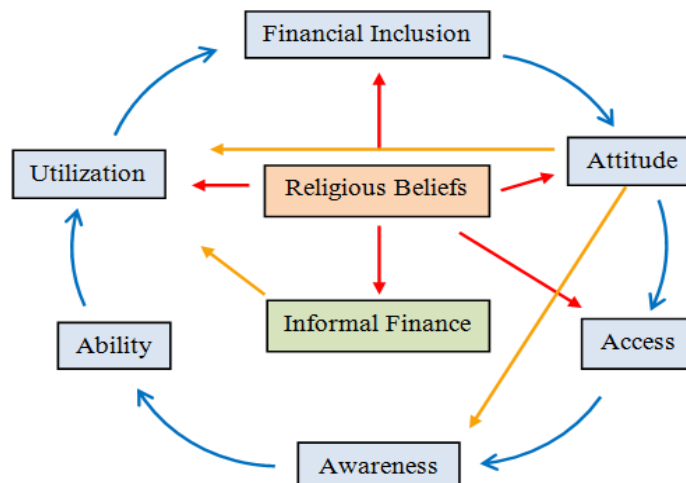 Financial Inclusion
Utilization
Religious Beliefs
Attitude
Informal Finance
Ability
Access
Awareness